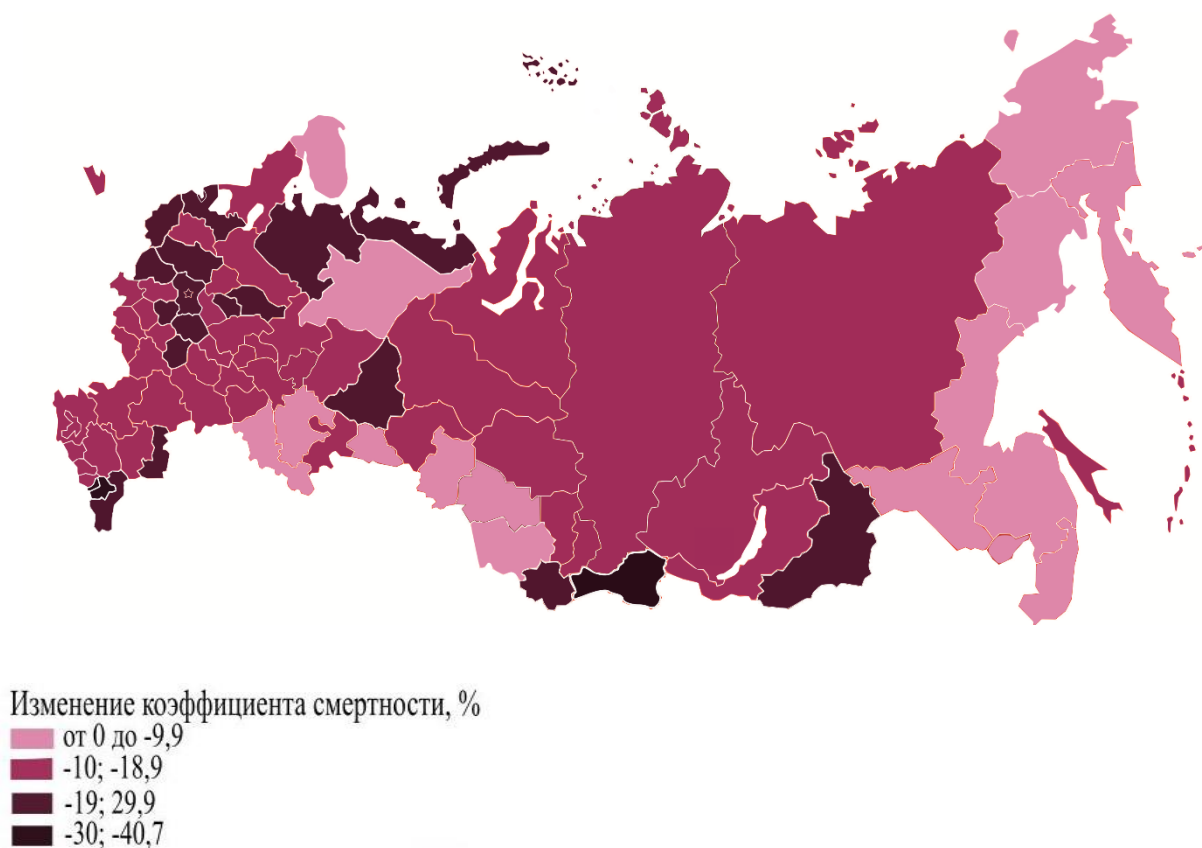 Изменение коэффициента смертности, %
от 0 до -9,9
-10; -18,9
-19; 29,9
-30; -40,7